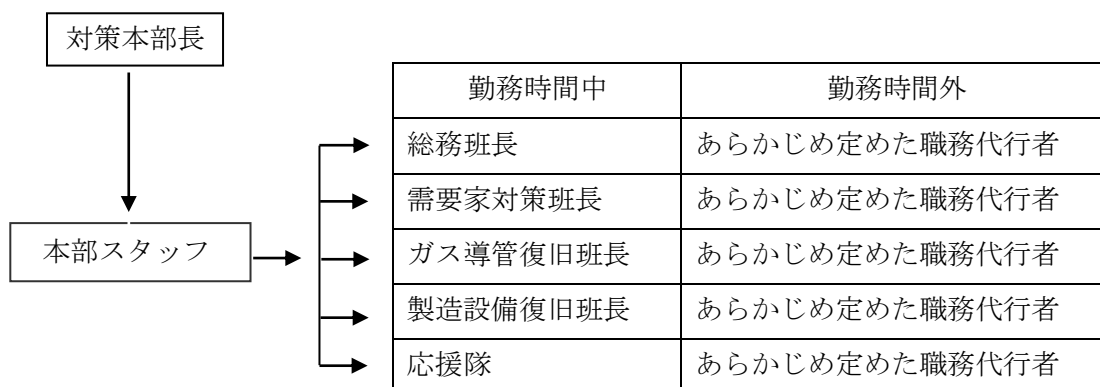 対策本部長
勤務時間中 勤務時間外
総務班長 あらかじめ定めた職務代行者
需要家対策班長 あらかじめ定めた職務代行者
本部スタッフ
ガス導管復旧班長 あらかじめ定めた職務代行者
製造設備復旧班長 あらかじめ定めた職務代行者
応援隊 あらかじめ定めた職務代行者